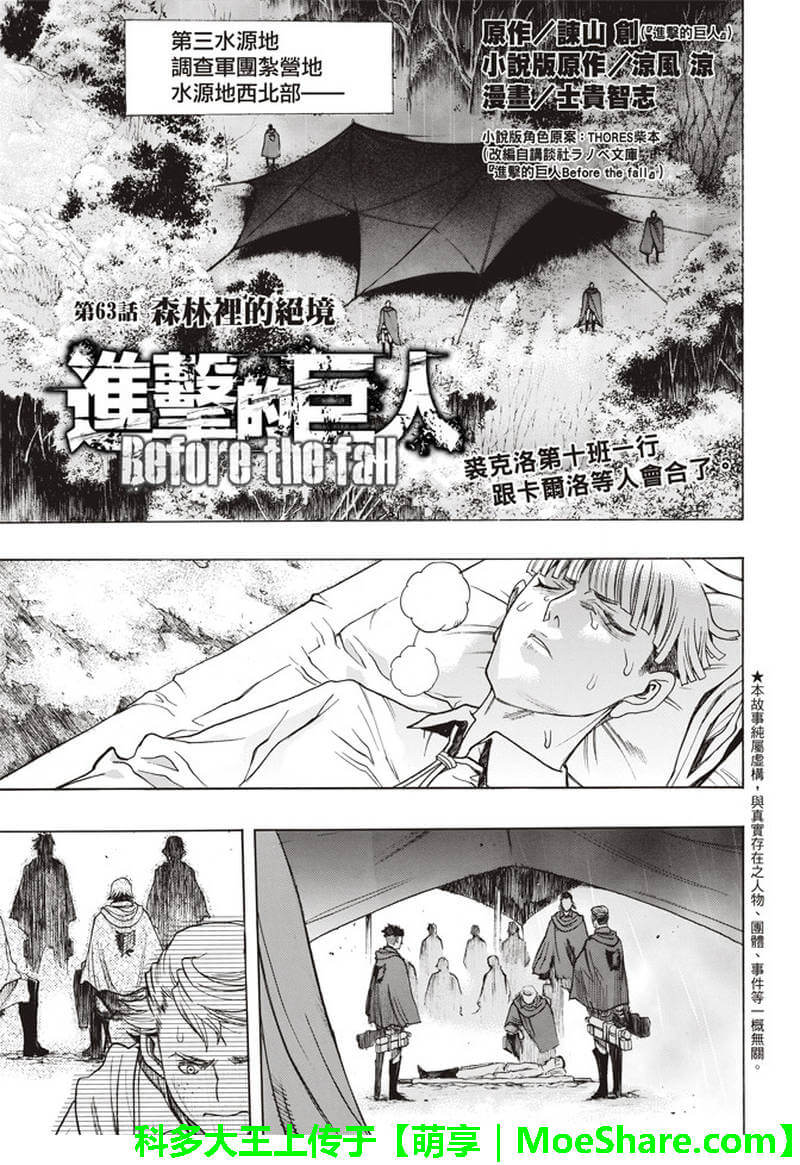 第三水源地
調查軍團紮營地
水源地西北部——
原作／諫山 創(『進擊的巨人』)
小說版原作／涼風 涼
漫畫／士貴智志
小說版角色原案：THORES柴本
(改編自講談社ラノベ文庫
『進擊的巨人Before the fall』)
第63話 森林裡的絕境
進擊的巨人
Before the fall
裘克洛第十班一行
跟卡爾洛等人會合了。
★本故事純屬虛構，與真實存在之人物、團體、事件等一概無關。
科多大王上传于【萌享】|MoeShare.com】